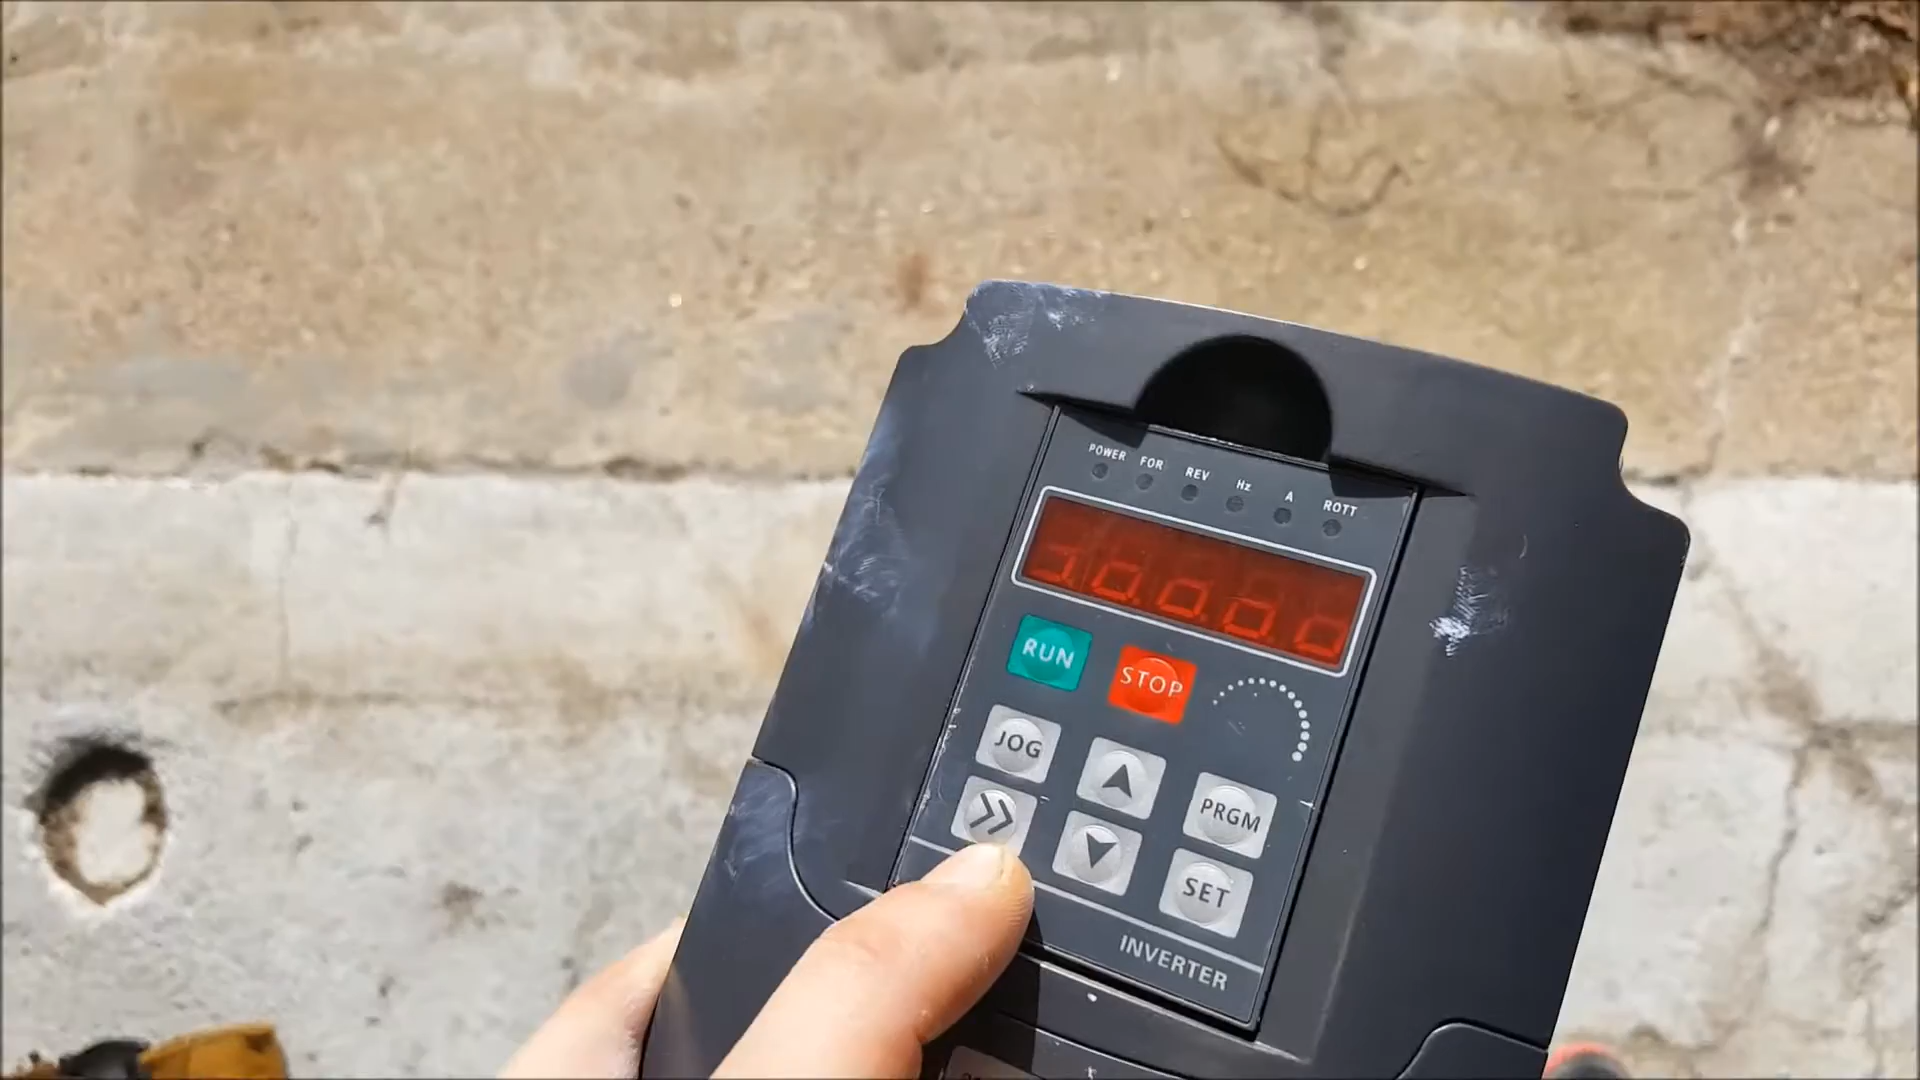 POWER FOR REV Hz A ROTT
RUN STOP
JOG
PRGM
SET
INVERTER